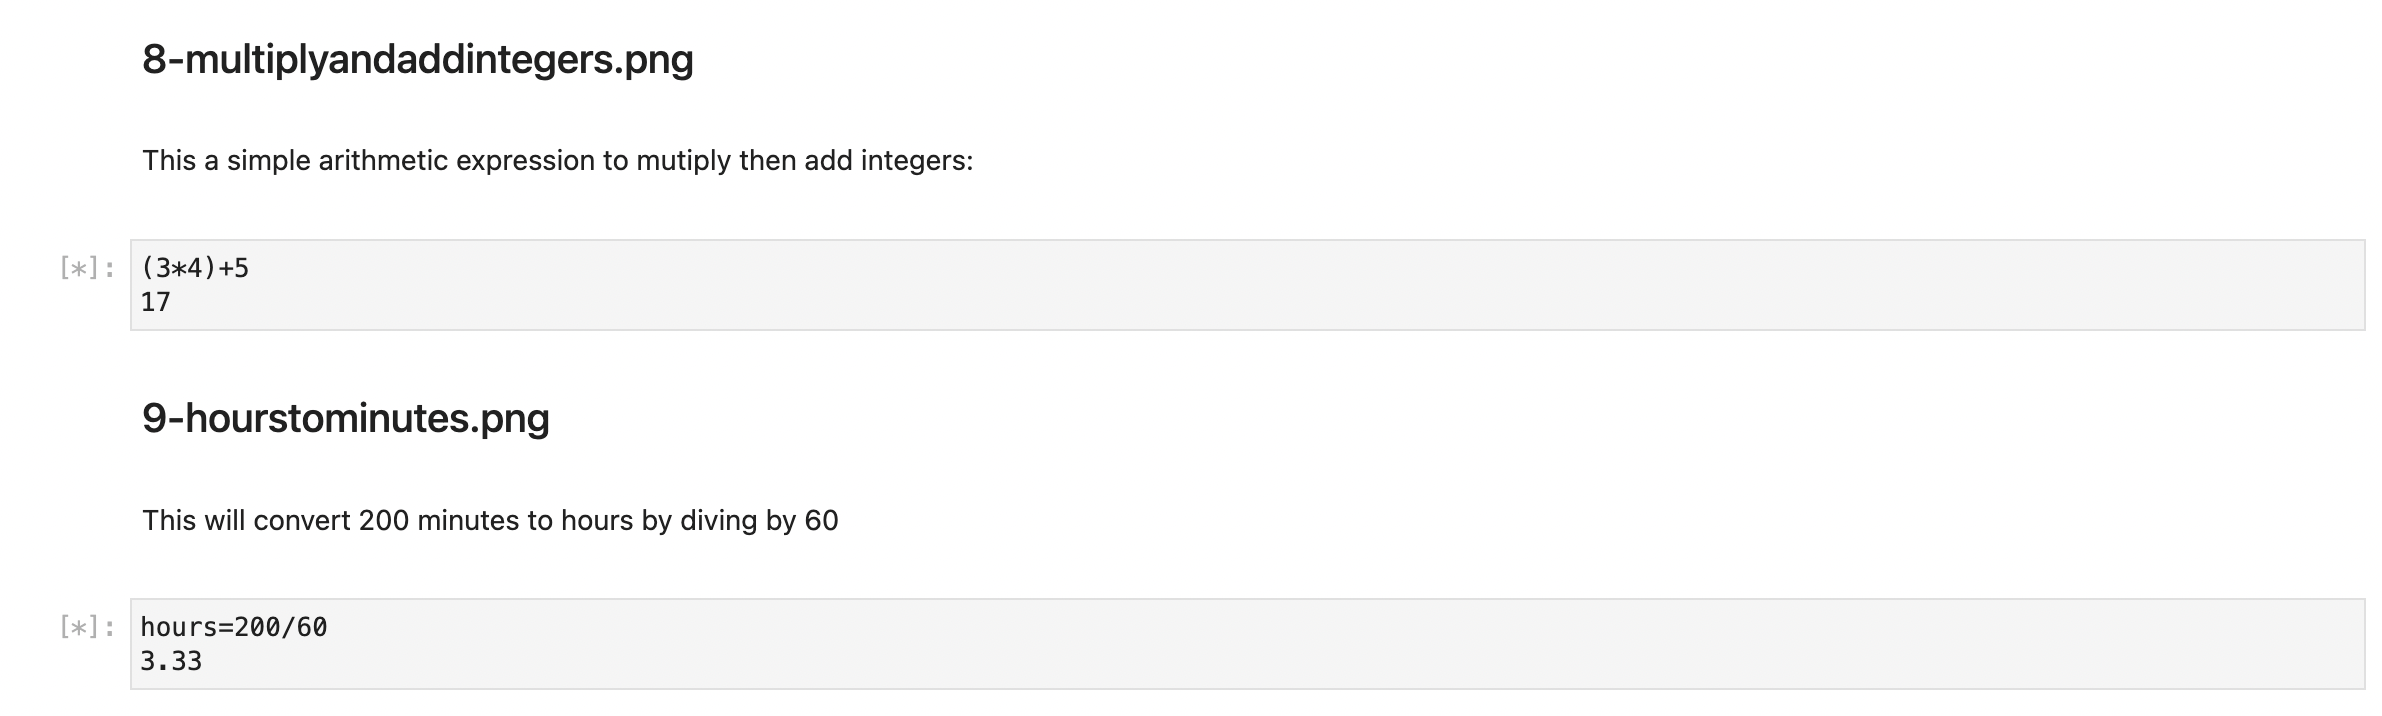 8-multiplyandaddintegers.png
This a simple arithmetic expression to mutiply then add integers:
[*]: (3*4)+5
17
9-hourstominutes.png
This will convert 200 minutes to hours by diving by 60
[*]: hours=200/60
3.33